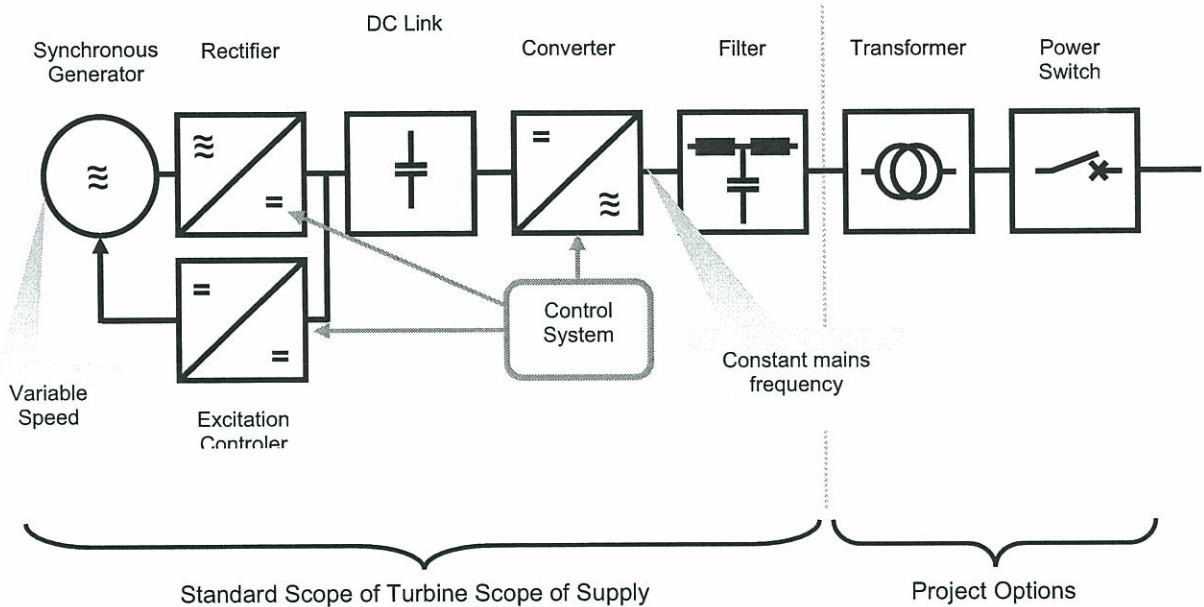 DC Link
Synchronous
Generator
Rectifier
Converter
Filter
Transformer
Power
Switch
Control
System
Constant mains
frequency
Variable
Speed
Excitation
Controler
Standard Scope of Turbine Scope of Supply
Project Options